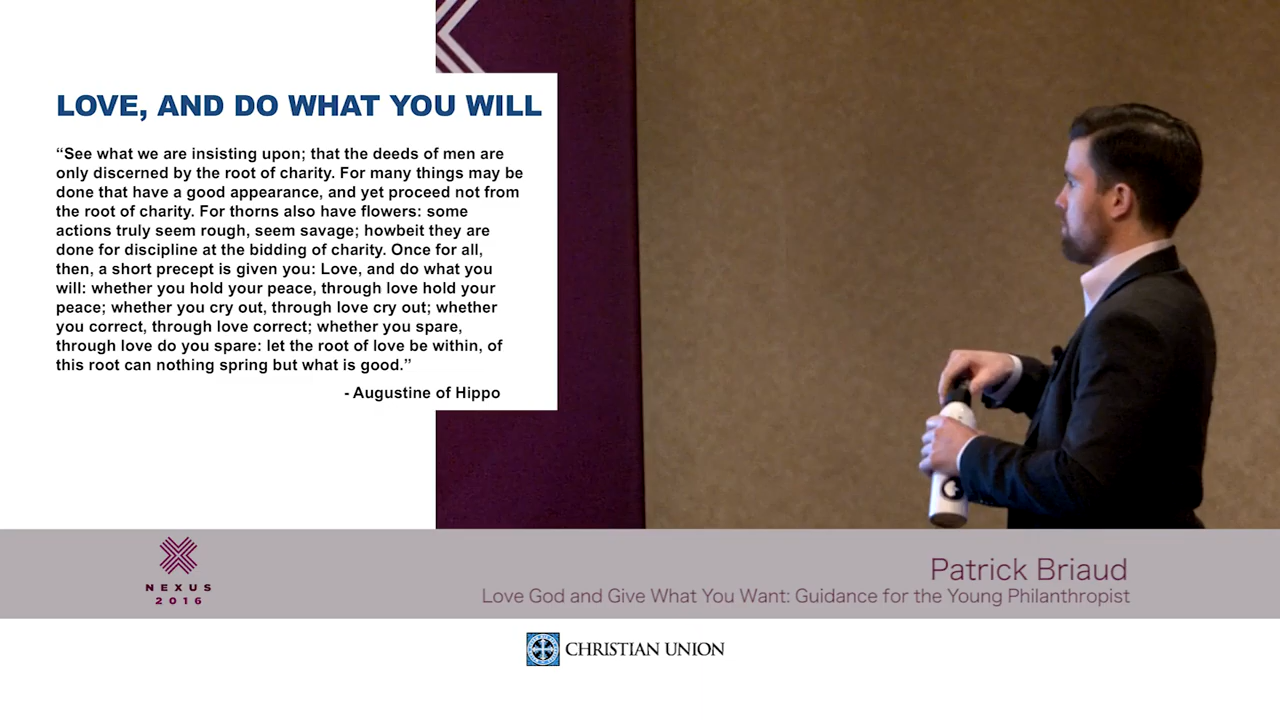 LOVE, AND DO WHAT YOU WILL
“See what we are insisting upon; that the deeds of men are
only discerned by the root of charity. For many things may be
done that have a good appearance, and yet proceed not from
the root of charity. For thorns also have flowers: some
actions truly seem rough, seem savage; howbeit they are
done for discipline at the bidding of charity. Once for all,
then, a short precept is given you: Love, and do what you
will: whether you hold your peace, through love hold your
peace; whether you cry out, through love cry out; whether
you correct, through love correct; whether you spare,
through love do you spare: let the root of love be within, of
this root can nothing spring but what is good.”
- Augustine of Hippo
NEXUS
2016
Patrick Briaud
Love God and Give What You Want: Guidance for the Young Philanthropist
CHRISTIAN UNION